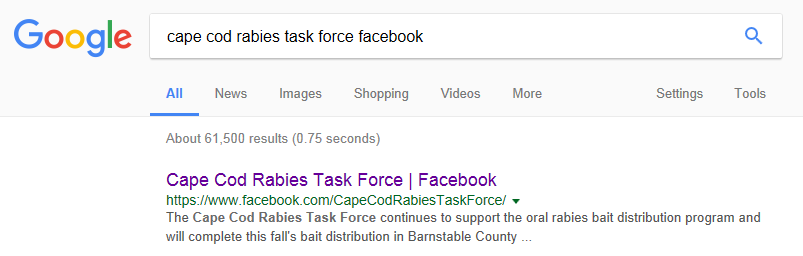 Google
cape cod rabies task force facebook
All News Images Shopping Videos More Settings Tools
About 61,500 results (0.75 seconds)
Cape Cod Rabies Task Force | Facebook
https://www.facebook.com/CapeCodRabiesTaskForce/
The Cape Cod Rabies Task Force continues to support the oral rabies bait distribution program and
will complete this fall's bait distribution in Barnstable County ...